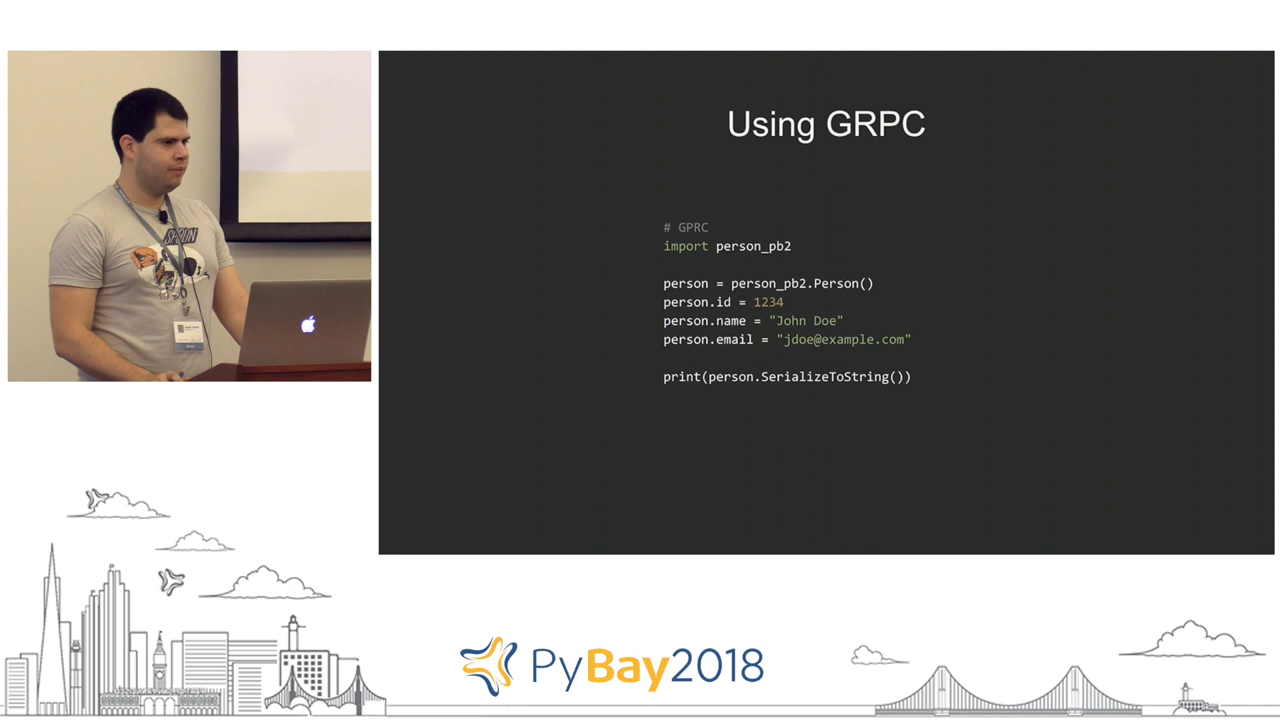 Using GRPC
# GPRC
import person_pb2
person = person_pb2.Person()
person.id = 1234
person.name = "John Doe"
person.email = "jdoe@example.com"
print(person.SerializeToString())
PyBay2018